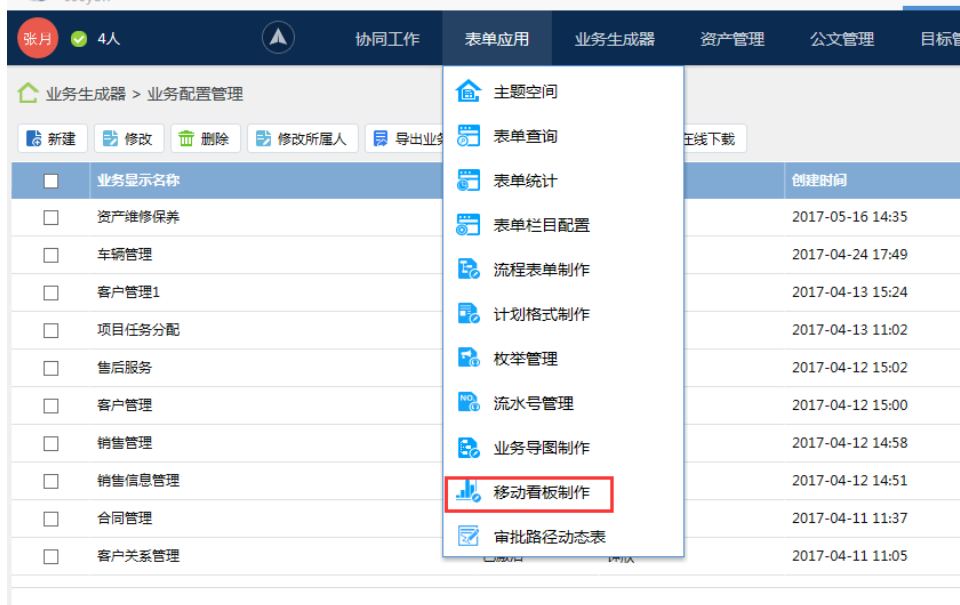 张月 4人 协同工作 表单应用 业务生成器 资产管理 公文管理 目标管
业务生成器 > 业务配置管理
新建 修改 删除 修改所属人 导出业务 在线下载
业务显示名称 创建时间
资产维修保养 2017-05-16 14:35
车辆管理 2017-04-24 17:49
客户管理1 2017-04-13 15:24
项目任务分配 2017-04-13 11:02
售后服务 2017-04-12 15:02
客户管理 2017-04-12 15:00
销售管理 2017-04-12 14:58
销售信息管理 2017-04-12 14:51
合同管理 2017-04-11 11:37
客户关系管理 2017-04-11 11:05
主题空间
表单查询
表单统计
表单栏目配置
流程表单制作
计划格式制作
枚举管理
流水号管理
业务导图制作
移动看板制作
审批路径动态表